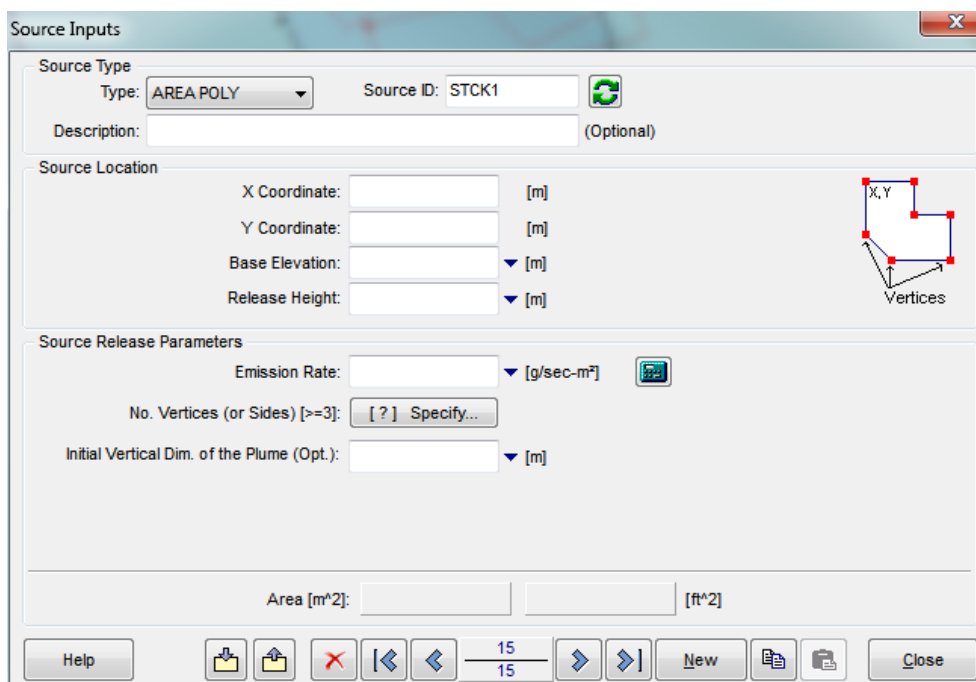 Source Inputs
Source Type
Type: AREA POLY Source ID: STCK1
Description: (Optional)
Source Location
X Coordinate: [m]
Y Coordinate: [m]
Base Elevation: [m]
Release Height: [m]
X,Y
Vertices
Source Release Parameters
Emission Rate: [g/sec-m²]
No. Vertices (or Sides) [>=3]: [ ? ] Specify...
Initial Vertical Dim. of the Plume (Opt.): [m]
Area [m^2]: [ft^2]
Help 15 New Close
15